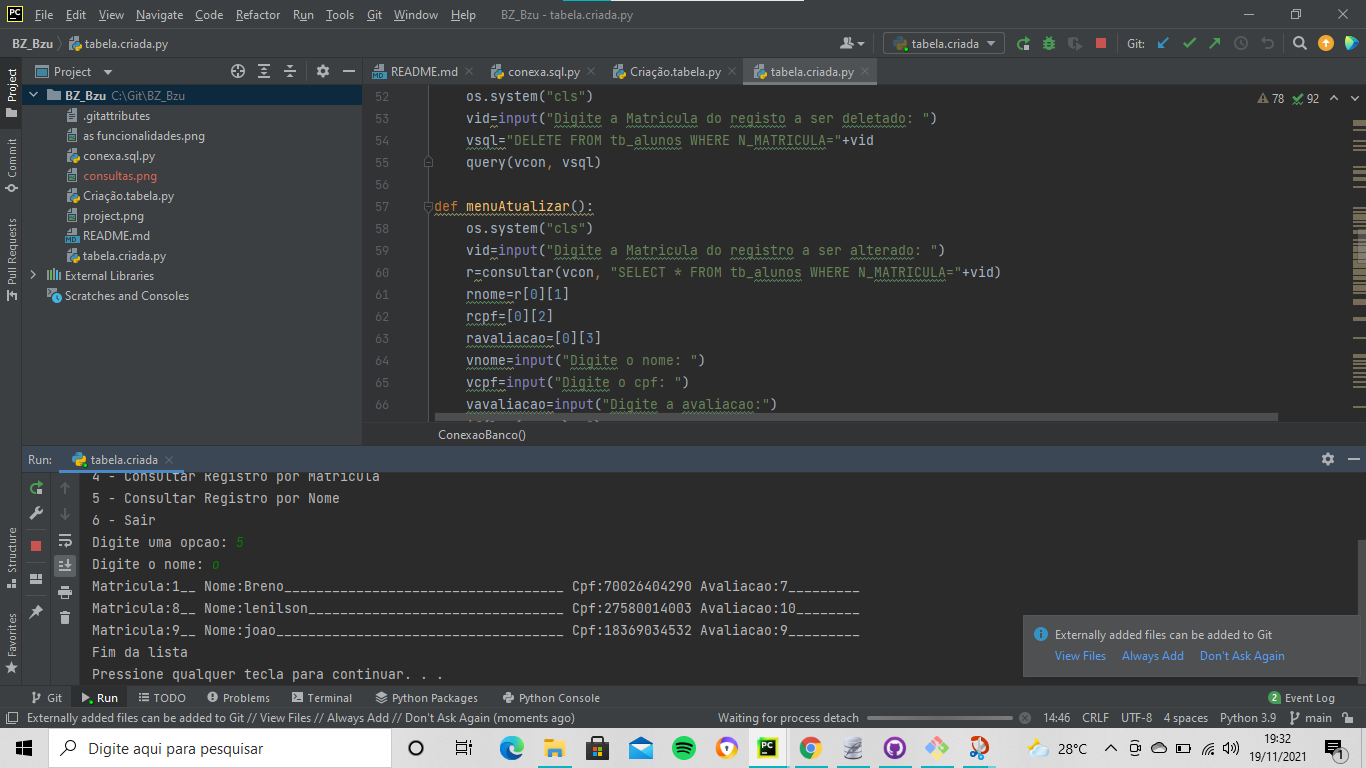 File Edit View Navigate Code Refactor Run Tools Git Window Help BZ_Bzu - tabela.criada.py
BZ_Bzu tabela.criada.py tabela.criada Git:
Project README.md conexa.sql.py Criação.tabela.py tabela.criada.py
Project
Commit
Pull Requests
Structure
Favorites
BZ_Bzu C:\Git\BZ_Bzu
.gitattributes
as funcionalidades.png
conexa.sql.py
consultas.png
Criação.tabela.py
project.png
README.md
tabela.criada.py
External Libraries
Scratches and Consoles
78 92
52 os.system("cls")
53 vid=input("Digite a Matricula do registo a ser deletado: ")
54 vsql="DELETE FROM tb_alunos WHERE N_MATRICULA="+vid
55 query(vcon, vsql)
56
57 def menuAtualizar():
58 os.system("cls")
59 vid=input("Digite a Matricula do registro a ser alterado: ")
60 r=consultar(vcon, "SELECT * FROM tb_alunos WHERE N_MATRICULA="+vid)
61 rnome=r[0][1]
62 rcpf=[0][2]
63 ravaliacao=[0][3]
64 vnome=input("Digite o nome: ")
65 vcpf=input("Digite o cpf: ")
66 vavaliacao=input("Digite a avaliacao:")
ConexaoBanco()
Run: tabela.criada
4 - Consultar Registro por Matricula
5 - Consultar Registro por Nome
6 - Sair
Digite uma opcao: 5
Digite o nome: o
Matricula:1__ Nome:Breno___________________________________ Cpf:70026404290 Avaliacao:7_________
Matricula:8__ Nome:lenilson________________________________ Cpf:27580014003 Avaliacao:10________
Matricula:9__ Nome:joao____________________________________ Cpf:18369034532 Avaliacao:9_________
Fim da lista
Pressione qualquer tecla para continuar. . .
Externally added files can be added to Git
View Files Always Add Don't Ask Again
Git Run TODO Problems Terminal Python Packages Python Console 2 Event Log
Externally added files can be added to Git // View Files // Always Add // Don't Ask Again (moments ago) Waiting for process detach 14:46 CRLF UTF-8 4 spaces Python 3.9 main
Digite aqui para pesquisar 28°C 19:32
19/11/2021 1